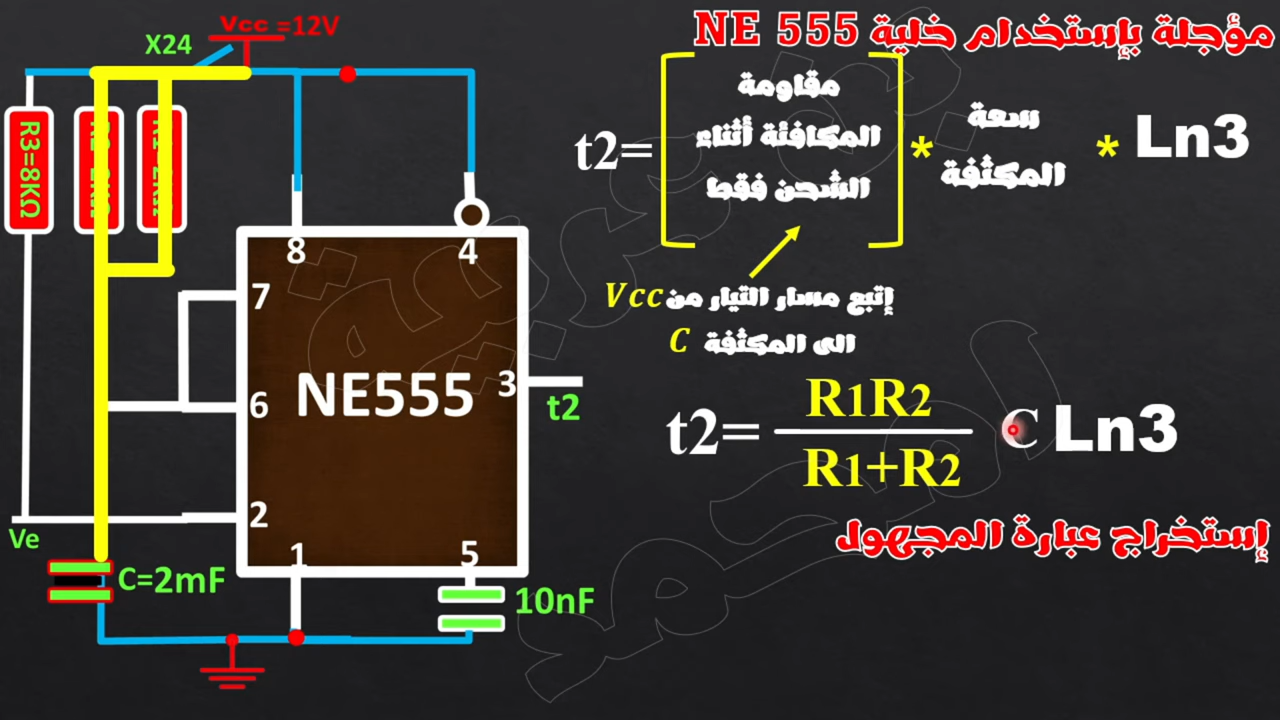 مؤجلة بإستخدام خلية NE 555
Vcc =12V
X24
R3=8KΩ
8
4
7
6
2
1
5
3
NE555
t2
Ve
C=2mF
10nF
t2=
مقاومة
المكافئة أثناء
الشحن فقط
*
سعة
المكثفة
*
Ln3
إتبع مسار التيار من Vcc
الى المكثفة C
t2= R1R2
R1+R2
C Ln3
إستخراج عبارة المجهول